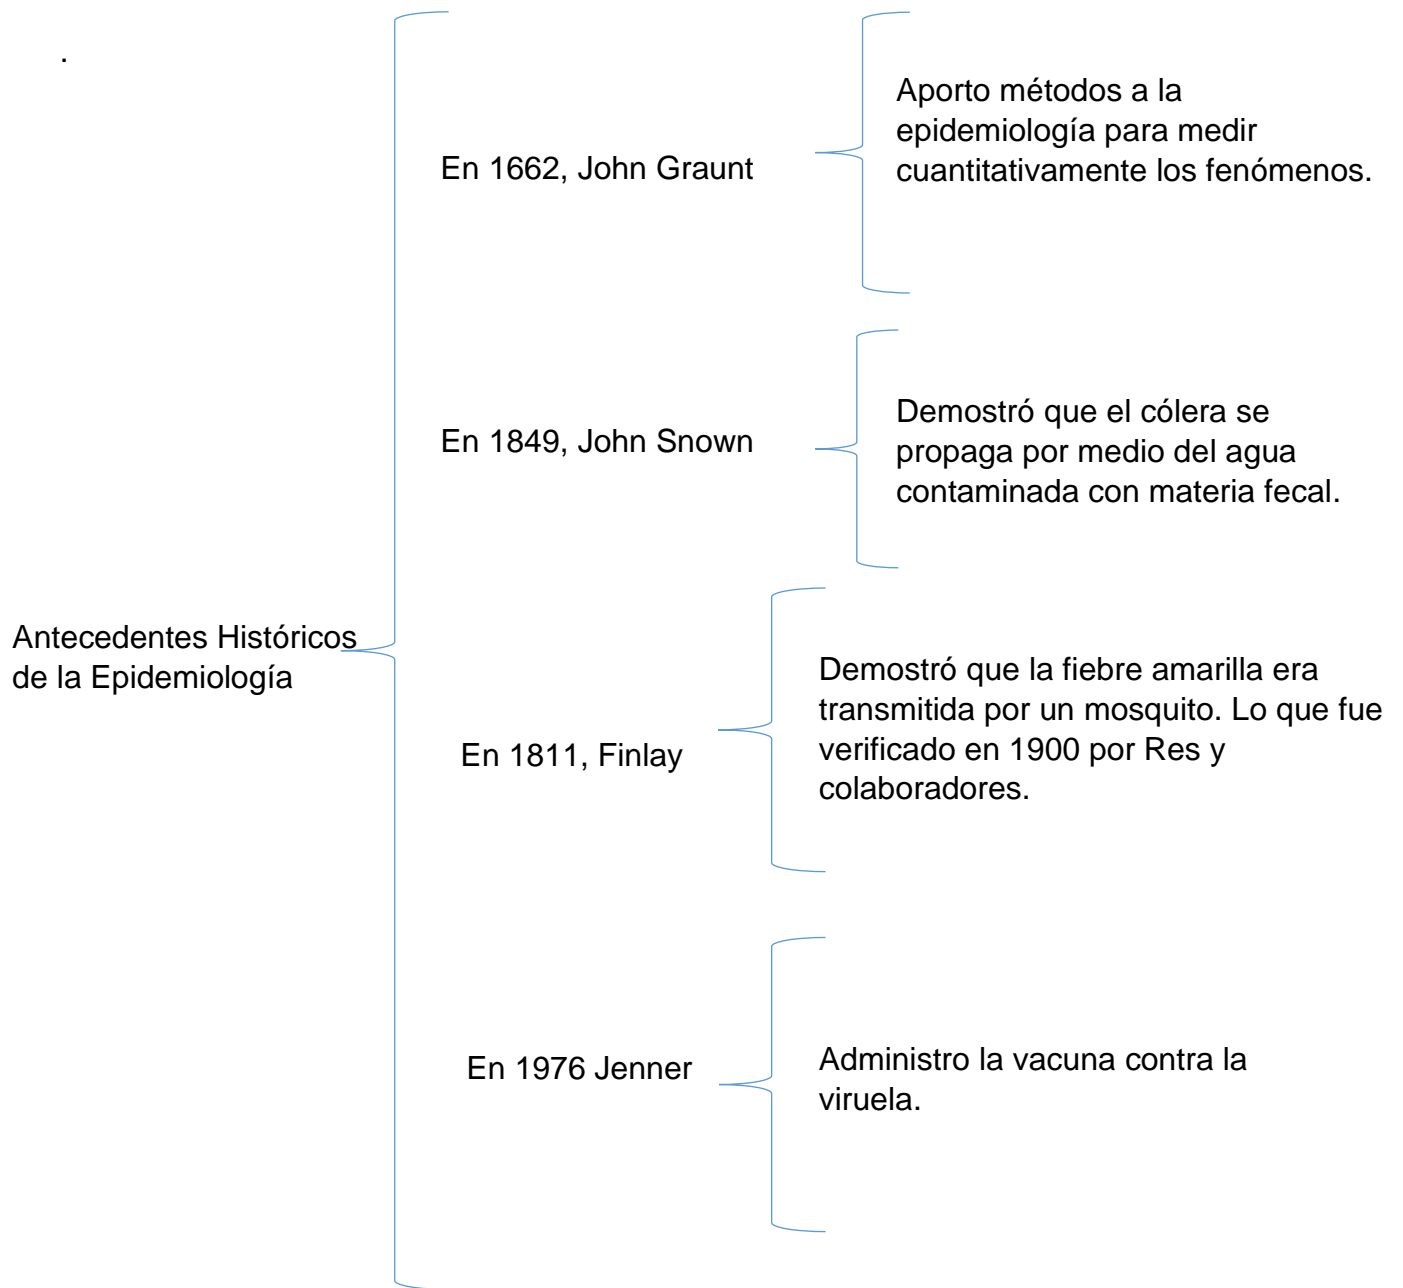 .
Aporto métodos a la
epidemiología para medir
cuantitativamente los fenómenos.
En 1662, John Graunt
Demostró que el cólera se
propaga por medio del agua
contaminada con materia fecal.
En 1849, John Snown
Antecedentes Históricos
de la Epidemiología
Demostró que la fiebre amarilla era
transmitida por un mosquito. Lo que fue
verificado en 1900 por Res y
colaboradores.
En 1811, Finlay
En 1976 Jenner
Administro la vacuna contra la
viruela.